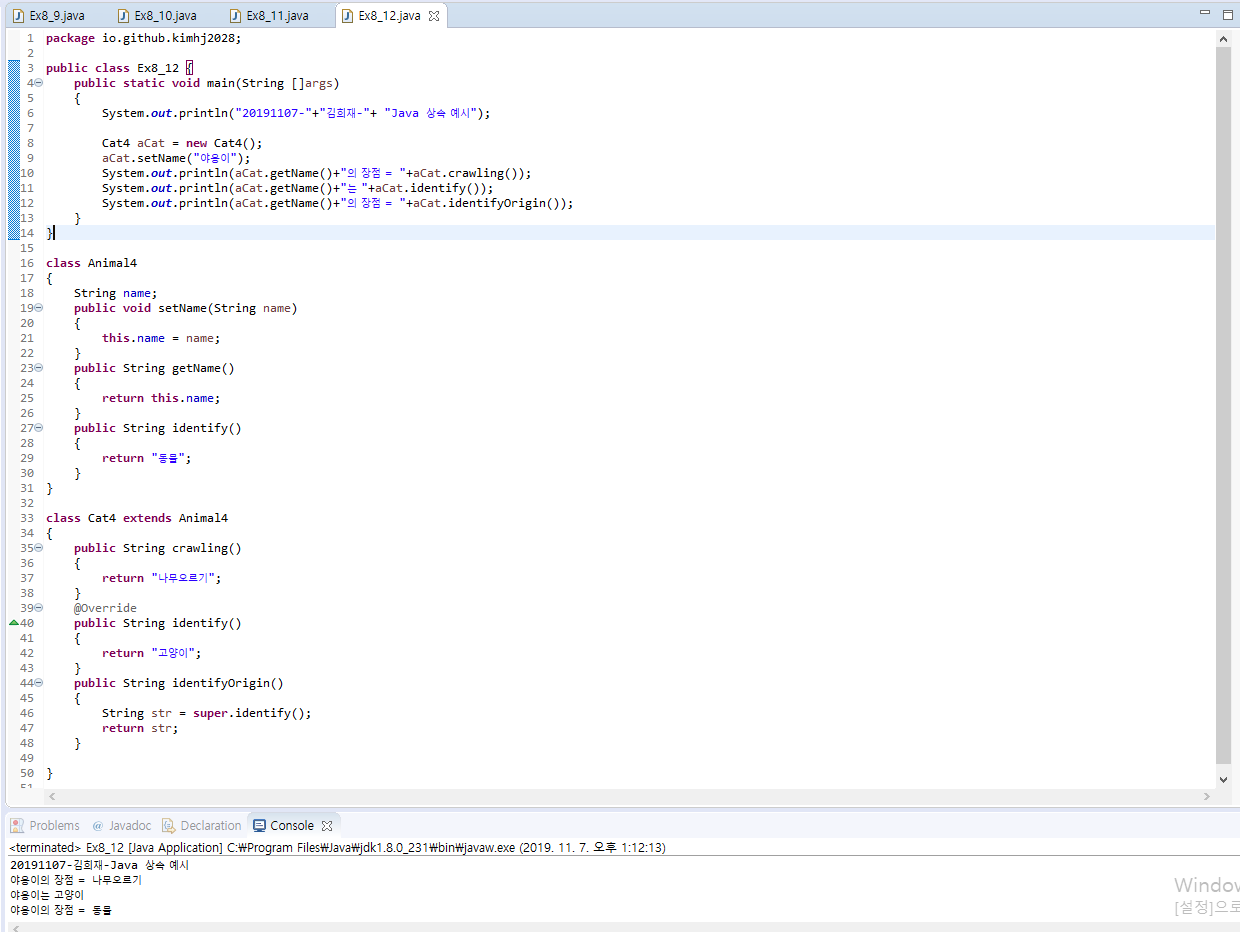 Ex8_9.java Ex8_10.java Ex8_11.java Ex8_12.java
1 package io.github.kimhj2028;
2
3 public class Ex8_12 {
4 public static void main(String []args)
5 {
6 System.out.println("20191107-"+"김희재-"+ "Java 상속 예시");
7
8 Cat4 aCat = new Cat4();
9 aCat.setName("야옹이");
10 System.out.println(aCat.getName()+"의 장점 = "+aCat.crawling());
11 System.out.println(aCat.getName()+"는 "+aCat.identify());
12 System.out.println(aCat.getName()+"의 장점 = "+aCat.identifyOrigin());
13 }
14 }
15
16 class Animal4
17 {
18 String name;
19 public void setName(String name)
20 {
21 this.name = name;
22 }
23 public String getName()
24 {
25 return this.name;
26 }
27 public String identify()
28 {
29 return "동물";
30 }
31 }
32
33 class Cat4 extends Animal4
34 {
35 public String crawling()
36 {
37 return "나무오르기";
38 }
39 @Override
40 public String identify()
41 {
42 return "고양이";
43 }
44 public String identifyOrigin()
45 {
46 String str = super.identify();
47 return str;
48 }
49
50 }
51
Problems @ Javadoc Declaration Console
<terminated> Ex8_12 [Java Application] C:₩Program Files₩Java₩jdk1.8.0_231₩bin₩javaw.exe (2019. 11. 7. 오후 1:12:13)
20191107-김희재-Java 상속 예시
야옹이의 장점 = 나무오르기
야옹이는 고양이
야옹이의 장점 = 동물
Window
[설정]으로